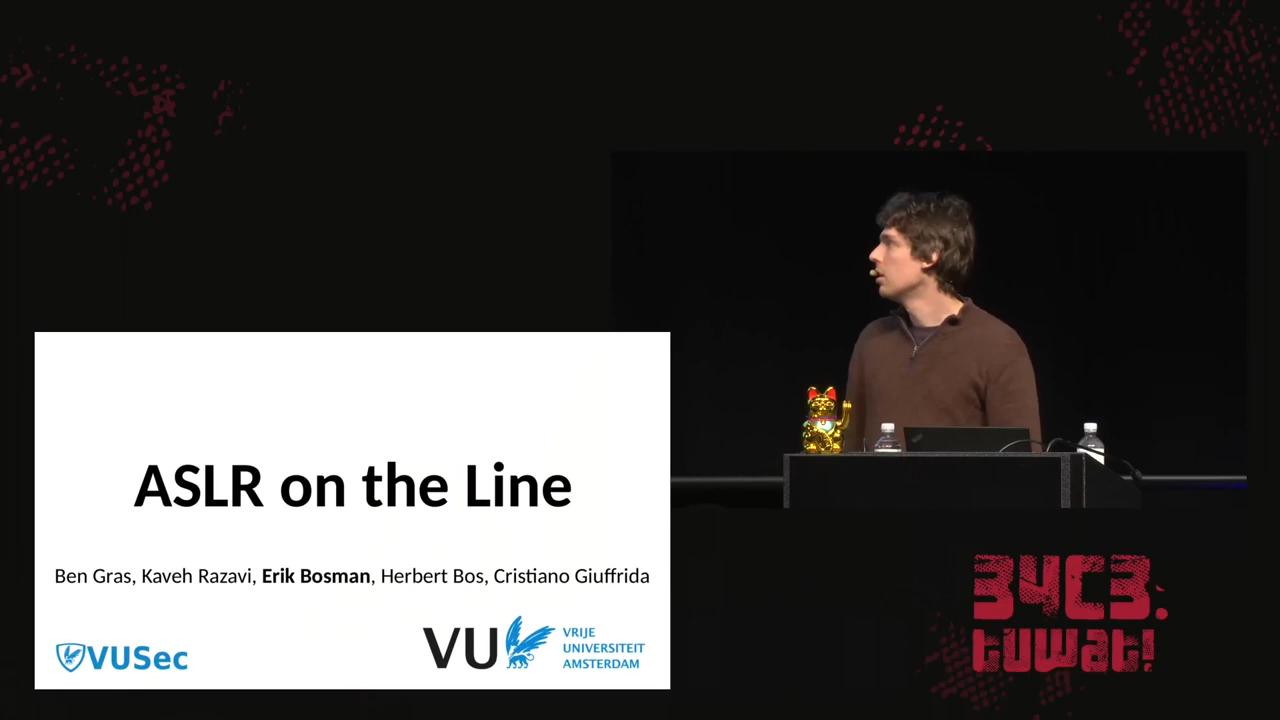 ASLR on the Line
Ben Gras, Kaveh Razavi, Erik Bosman, Herbert Bos, Cristiano Giuffrida
VUSec
VU
VRIJE
UNIVERSITEIT
AMSTERDAM
34C3.
tuwat!